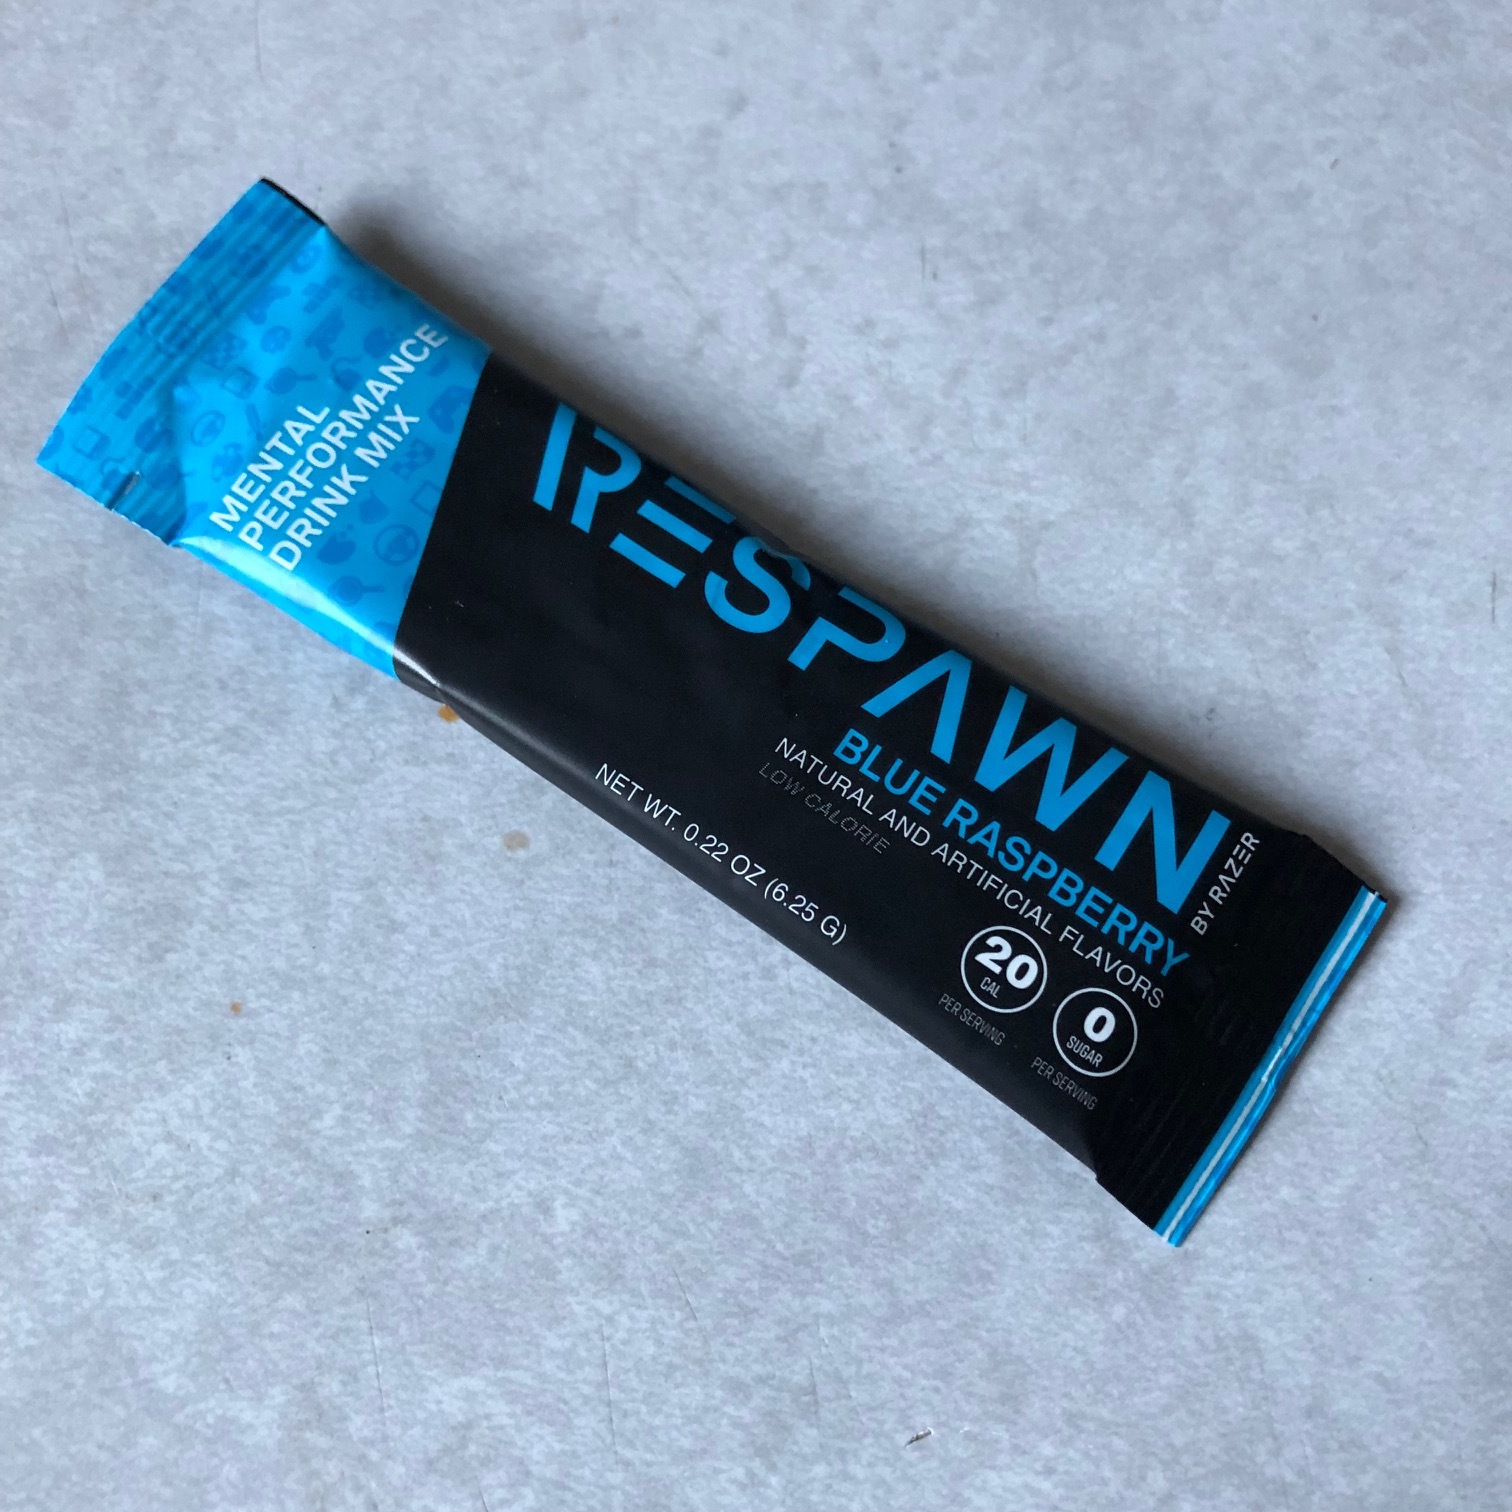 MENTAL
PERFORMANCE
DRINK MIX
RESPAWN
BY RAZER
BLUE RASPBERRY
NATURAL AND ARTIFICIAL FLAVORS
LOW CALORIE
NET WT. 0.22 OZ (6.25 G)
20
CAL
PER SERVING
0
SUGAR
PER SERVING